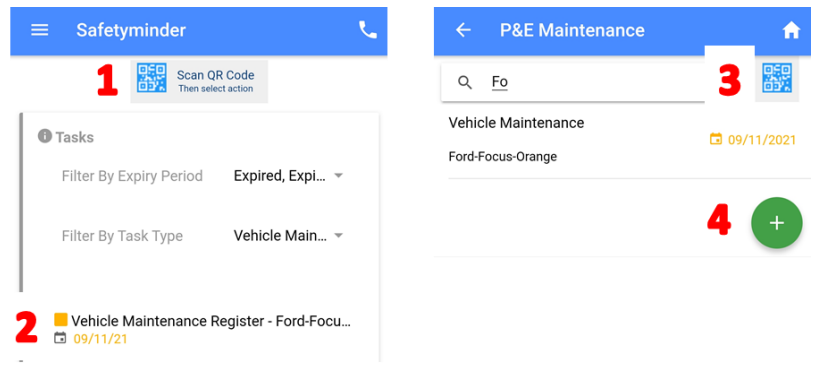 Safetyminder
1
Scan QR Code
Then select action
Tasks
Filter By Expiry Period Expired, Expi...
Filter By Task Type Vehicle Main...
2
Vehicle Maintenance Register - Ford-Focu...
09/11/21
P&E Maintenance
Fo
3
Vehicle Maintenance
09/11/2021
Ford-Focus-Orange
4
+